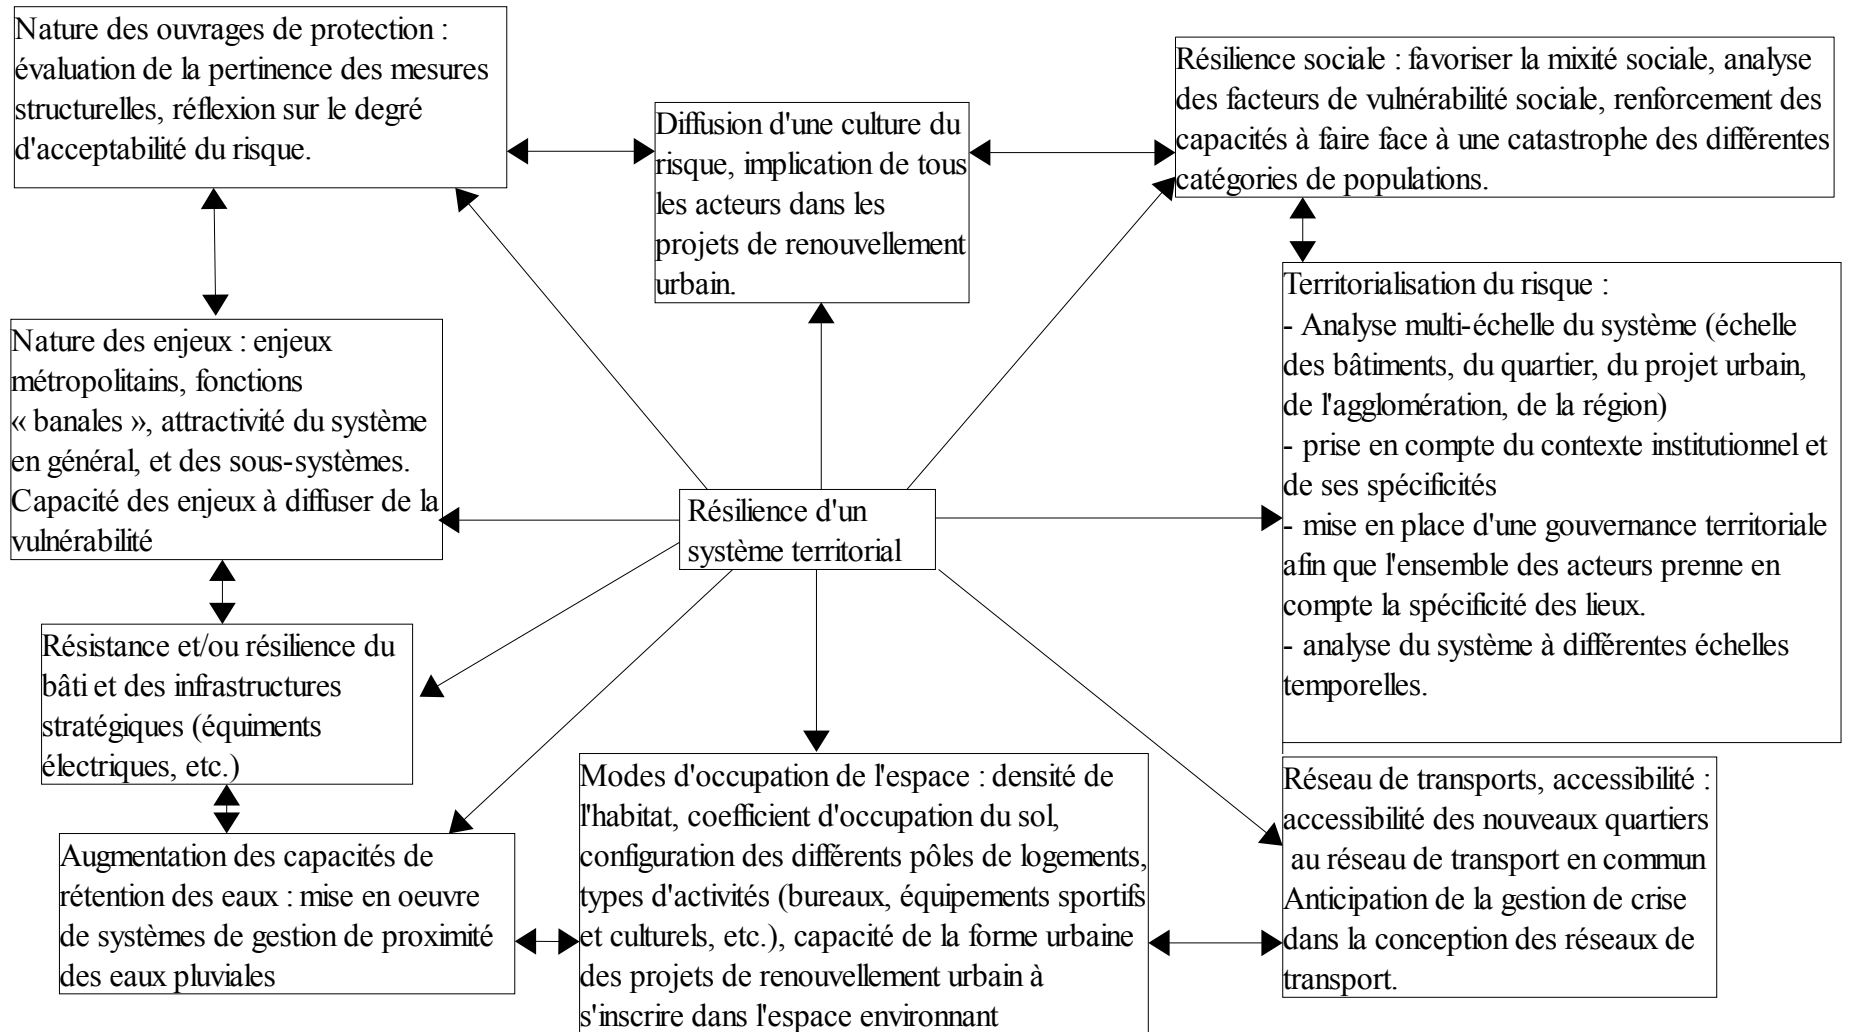 Nature des ouvrages de protection :
évaluation de la pertinence des mesures
structurelles, réflexion sur le degré
d'acceptabilité du risque.
Diffusion d'une culture du
risque, implication de tous
les acteurs dans les
projets de renouvellement
urbain.
Résilience sociale : favoriser la mixité sociale, analyse
des facteurs de vulnérabilité sociale, renforcement des
capacités à faire face à une catastrophe des différentes
catégories de populations.
Nature des enjeux : enjeux
métropolitains, fonctions
« banales », attractivité du système
en général, et des sous-systèmes.
Capacité des enjeux à diffuser de la
vulnérabilité
Résilience d'un
système territorial
Territorialisation du risque :
- Analyse multi-échelle du système (échelle
des bâtiments, du quartier, du projet urbain,
de l'agglomération, de la région)
- prise en compte du contexte institutionnel et
de ses spécificités
- mise en place d'une gouvernance territoriale
afin que l'ensemble des acteurs prenne en
compte la spécificité des lieux.
- analyse du système à différentes échelles
temporelles.
Résistance et/ou résilience du
bâti et des infrastructures
stratégiques (équiments
électriques, etc.)
Augmentation des capacités de
rétention des eaux : mise en oeuvre
de systèmes de gestion de proximité
des eaux pluviales
Modes d'occupation de l'espace : densité de
l'habitat, coefficient d'occupation du sol,
configuration des différents pôles de logements,
types d'activités (bureaux, équipements sportifs
et culturels, etc.), capacité de la forme urbaine
des projets de renouvellement urbain à
s'inscrire dans l'espace environnant
Réseau de transports, accessibilité :
accessibilité des nouveaux quartiers
au réseau de transport en commun
Anticipation de la gestion de crise
dans la conception des réseaux de
transport.